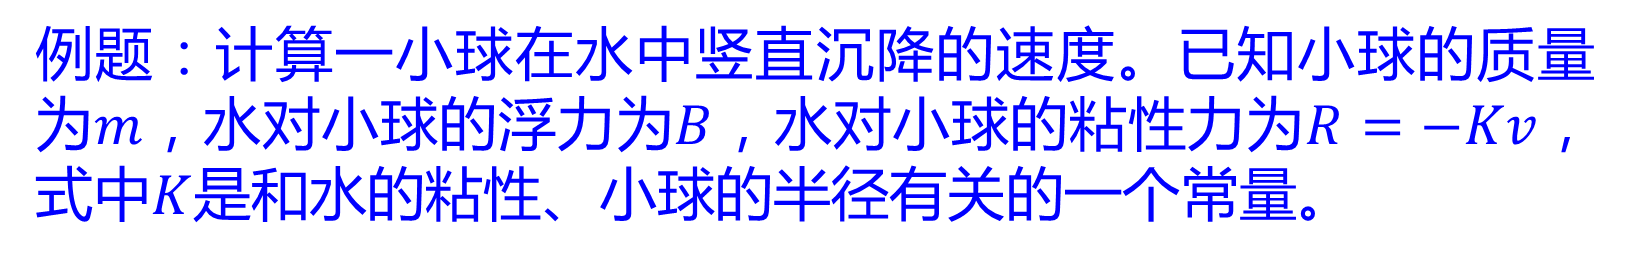 例题：计算一小球在水中竖直沉降的速度。已知小球的质量
为m，水对小球的浮力为B，水对小球的粘性力为R = −Kv，
式中K是和水的粘性、小球的半径有关的一个常量。